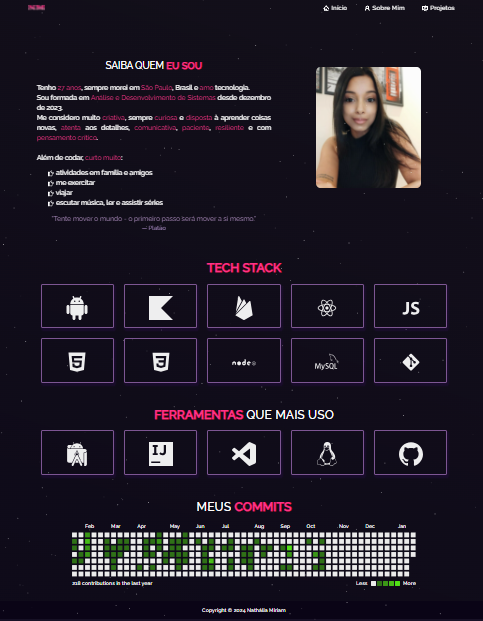 Início
Sobre Mim
Projetos
SAIBA QUEM EU SOU
Tenho 27 anos, sempre morei em São Paulo, Brasil e amo tecnologia.
Sou formada em Análise e Desenvolvimento de Sistemas desde dezembro
de 2023.
Me considero muito criativa, sempre curiosa e disposta à aprender coisas
novas, atenta aos detalhes, comunicativa, paciente, resiliente e com
pensamento crítico.
Além de codar, curto muito:
atividades em família e amigos
me exercitar
viajar
escutar música, ler e assistir séries
"Tente mover o mundo - o primeiro passo será mover a si mesmo."
— Platão
TECH STACK
JS
5
3
node
MySQL
FERRAMENTAS QUE MAIS USO
IJ
MEUS COMMITS
Feb Mar Apr May Jun Jul Aug Sep Oct Nov Dec Jan
218 contributions in the last year
Less
More
Copyright © 2024 Nathália Miriam